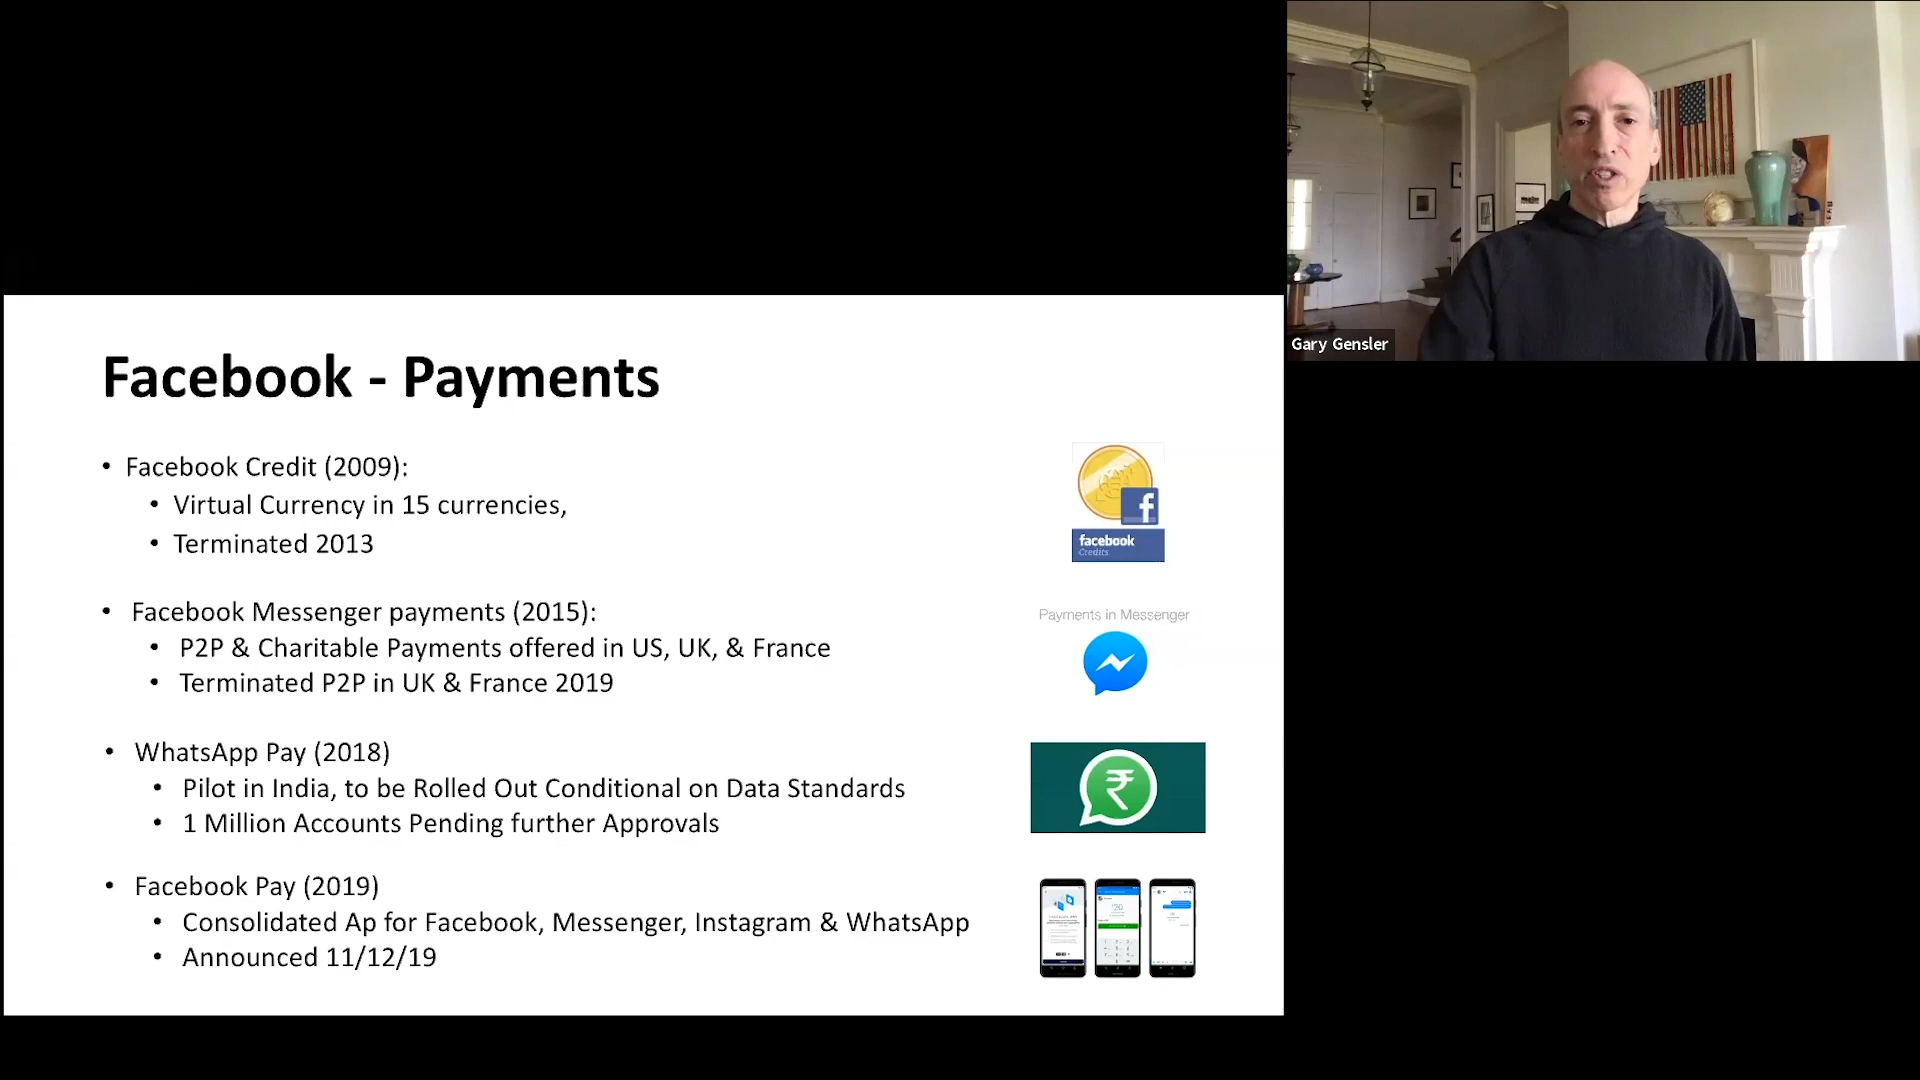 Gary Gensler
Facebook - Payments
• Facebook Credit (2009):
• Virtual Currency in 15 currencies,
• Terminated 2013
facebook
Credits
• Facebook Messenger payments (2015):
• P2P & Charitable Payments offered in US, UK, & France
• Terminated P2P in UK & France 2019
Payments in Messenger
• WhatsApp Pay (2018)
• Pilot in India, to be Rolled Out Conditional on Data Standards
• 1 Million Accounts Pending further Approvals
• Facebook Pay (2019)
• Consolidated Ap for Facebook, Messenger, Instagram & WhatsApp
• Announced 11/12/19